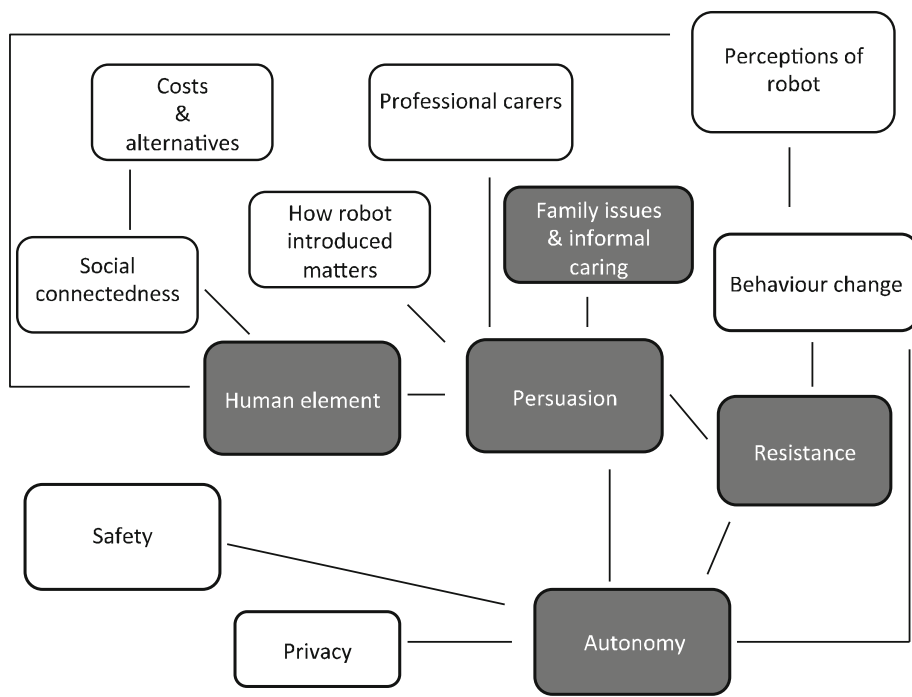 Perceptions of
robot
Costs
&
alternatives
Professional carers
How robot
introduced
matters
Family issues
& informal
caring
Social
connectedness
Behaviour change
Human element
Persuasion
Resistance
Safety
Privacy
Autonomy